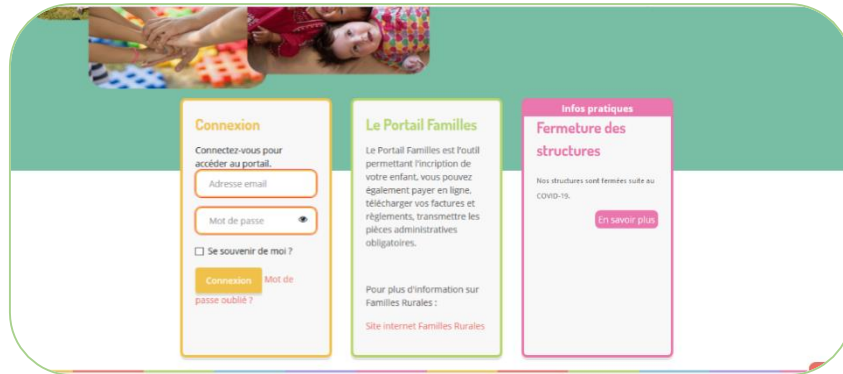 Connexion
Connectez-vous pour
accéder au portail.
Adresse email
Mot de passe
Se souvenir de moi ?
Connexion Mot de
passe oublié ?
Le Portail Familles
Le Portail Familles est l'outil
permettant l'incription de
votre enfant, vous pouvez
également payer en ligne,
télécharger vos factures et
règlements, transmettre les
pièces administratives
obligatoires.
Pour plus d'information sur
Familles Rurales :
Site internet Familles Rurales
Infos pratiques
Fermeture des
structures
Nos structures sont fermées suite au
COVID-19.
En savoir plus